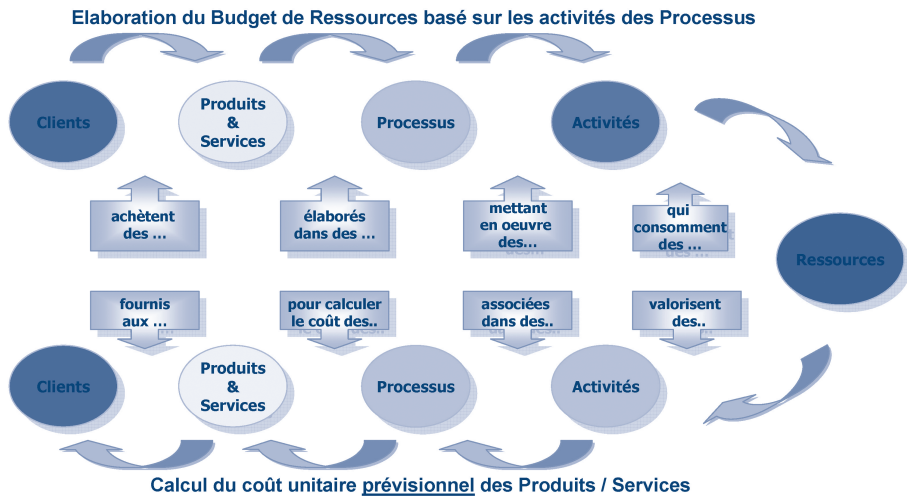 Elaboration du Budget de Ressources basé sur les activités des Processus
Clients
Produits
&
Services
Processus
Activités
achètent
des ...
élaborés
dans des ...
mettant
en oeuvre
des...
qui
consomment
des ...
Ressources
fournis
aux ...
pour calculer
le coût des..
associées
dans des..
valorisent
des..
Clients
Produits
&
Services
Processus
Activités
Calcul du coût unitaire prévisionnel des Produits / Services